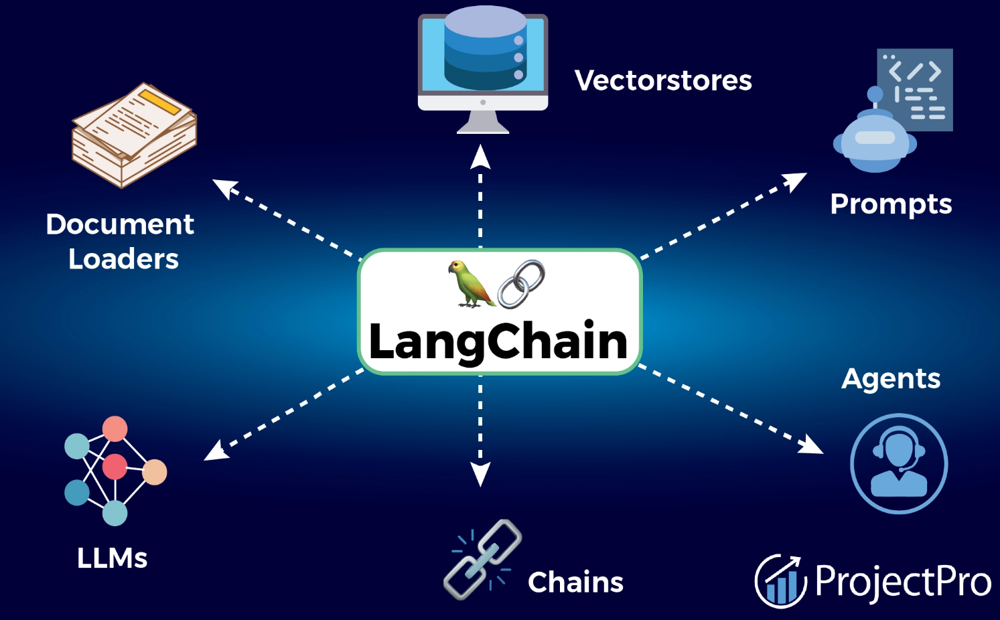 Vectorstores
Document
Loaders
Prompts
LangChain
Agents
LLMs
Chains
ProjectPro